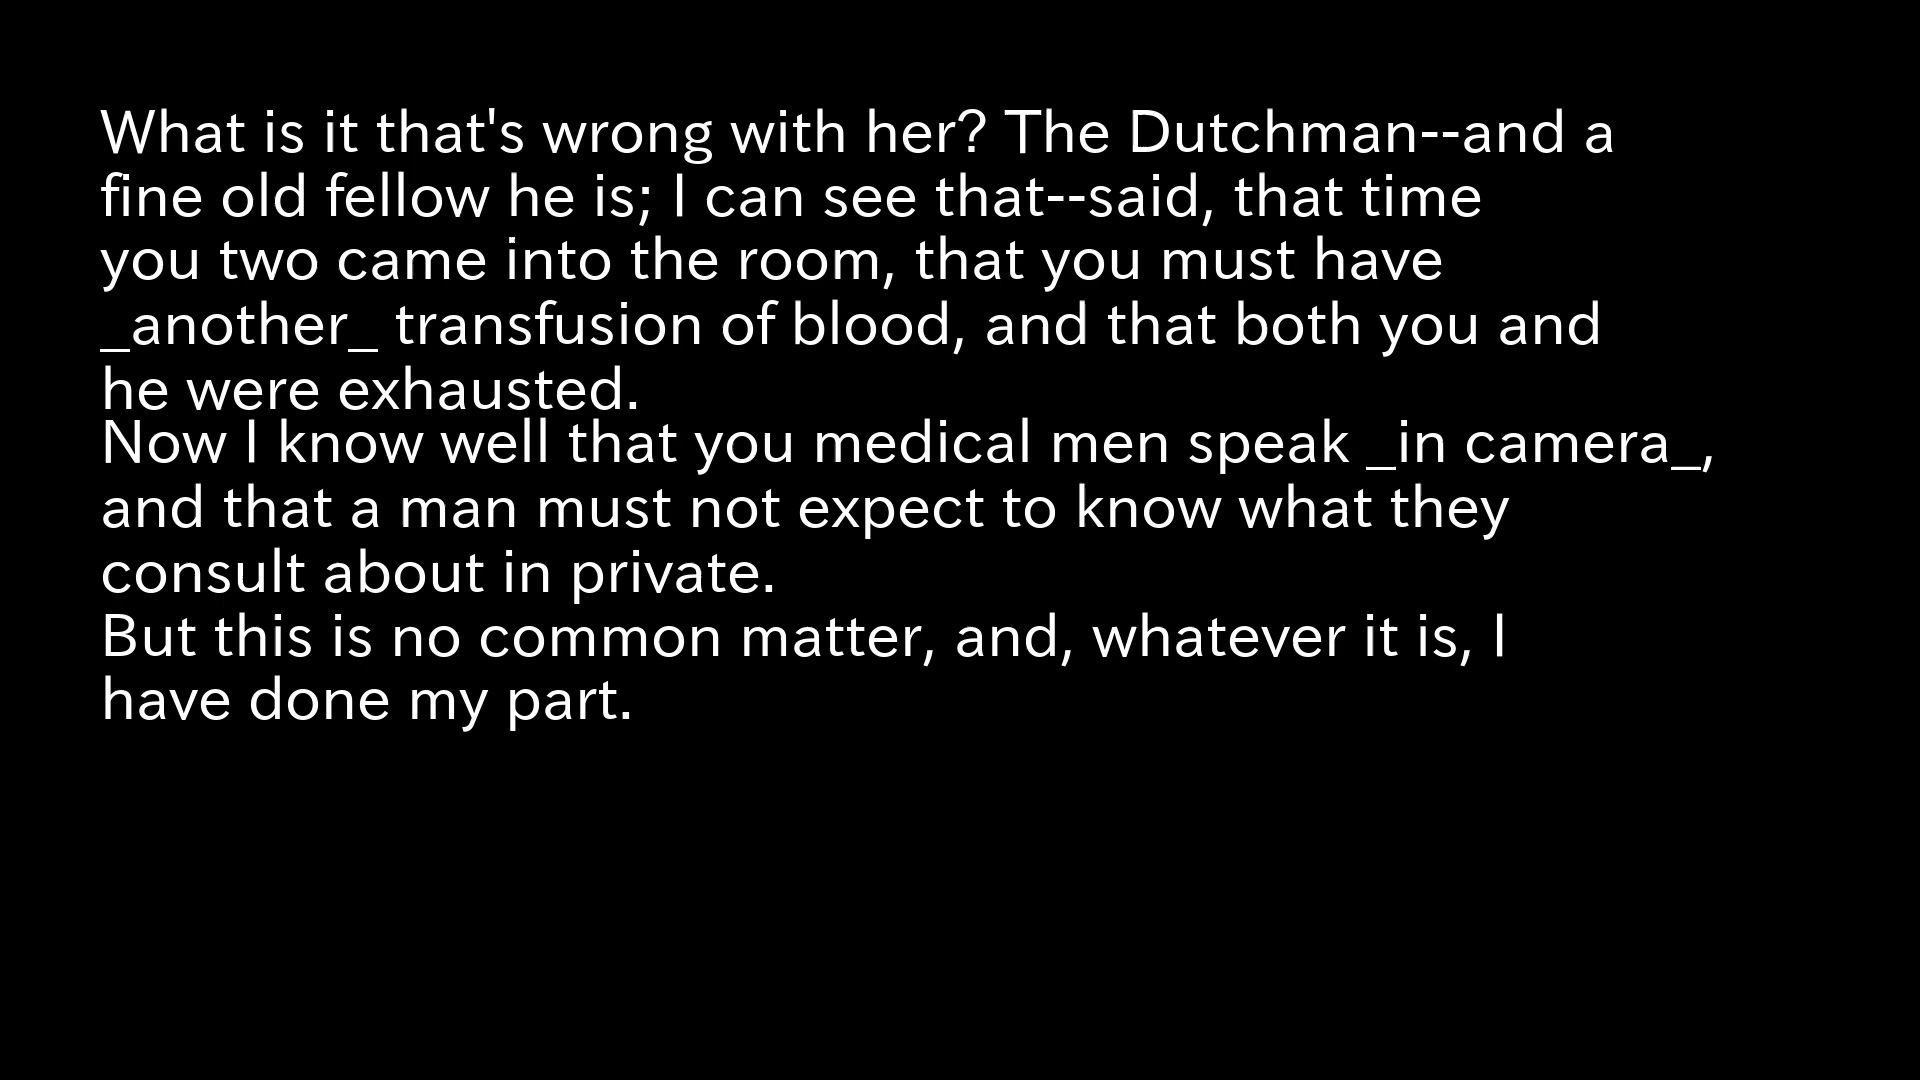 What is it that's wrong with her? The Dutchman--and a
fine old fellow he is; I can see that--said, that time
you two came into the room, that you must have
_another_ transfusion of blood, and that both you and
he were exhausted.
Now I know well that you medical men speak _in camera_,
and that a man must not expect to know what they
consult about in private.
But this is no common matter, and, whatever it is, I
have done my part.